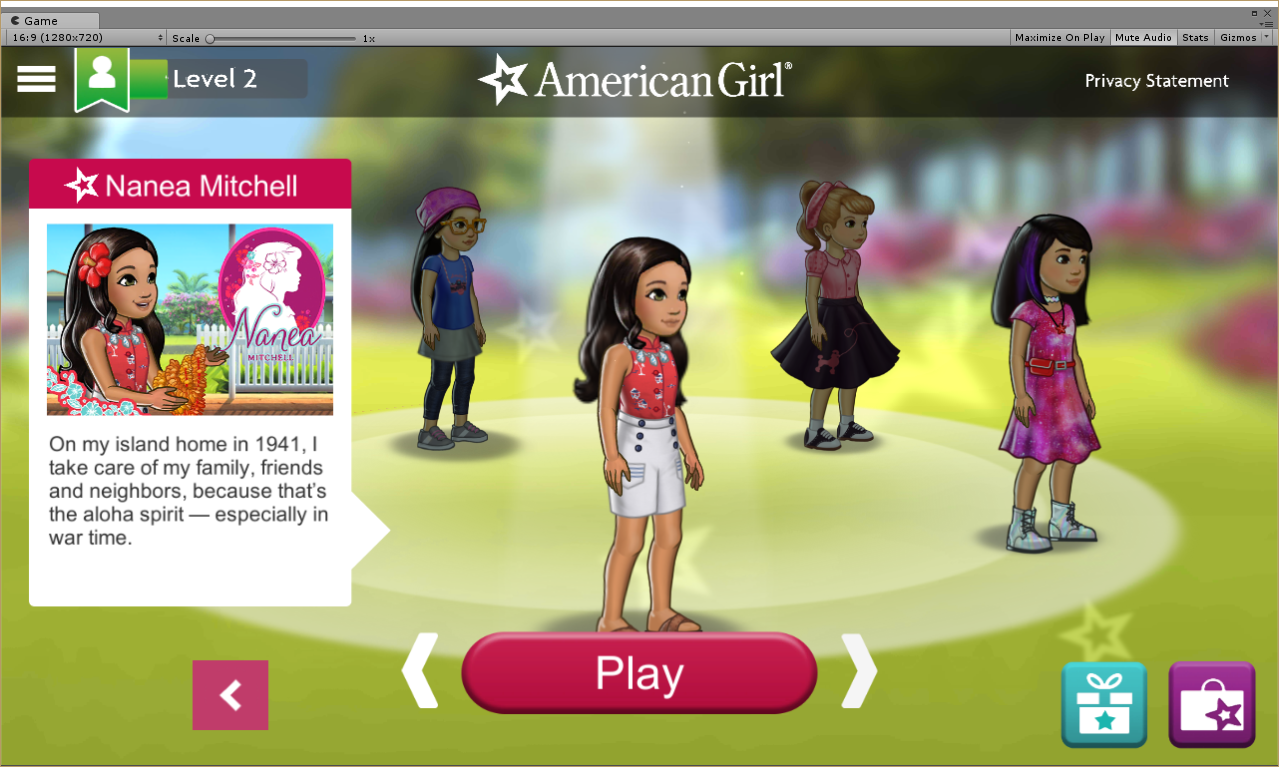 Game
16:9 (1280x720)
Scale
1x
Maximize On Play
Mute Audio
Stats
Gizmos
Level 2
American Girl®
Privacy Statement
Nanea Mitchell
Nanea
MITCHELL
On my island home in 1941, I
take care of my family, friends
and neighbors, because that’s
the aloha spirit — especially in
war time.
Play